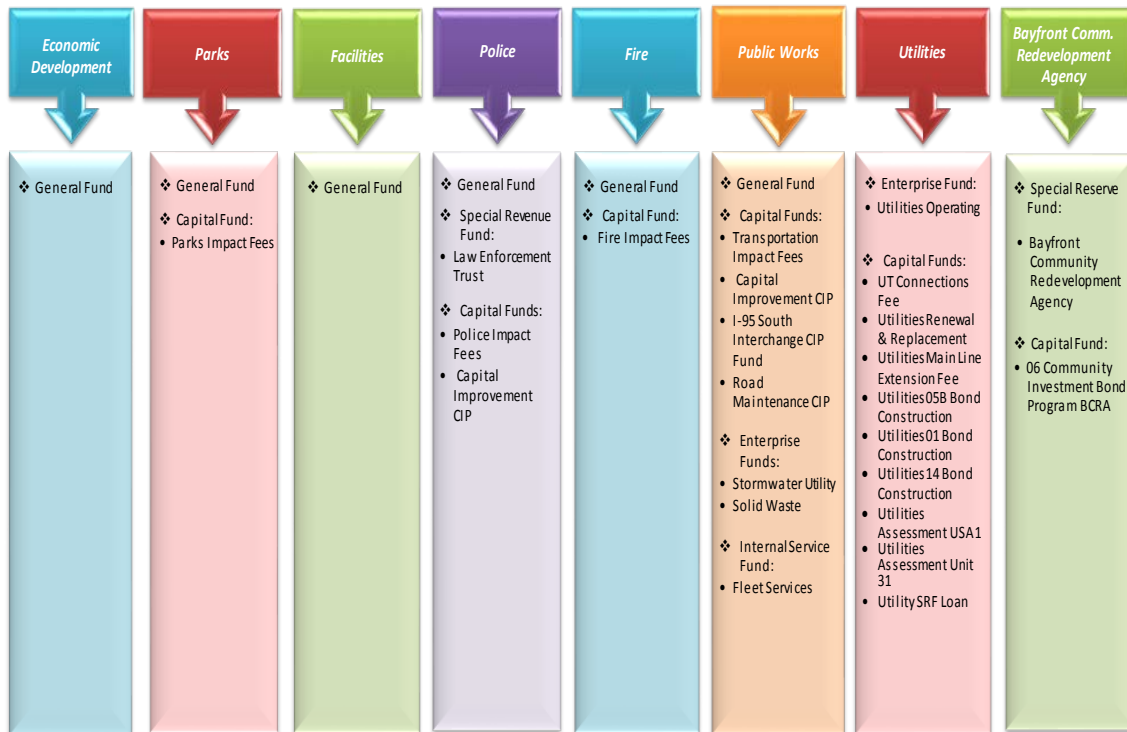 Economic
Development
Parks
Facilities
Police
Fire
Public Works
Utilities
Bayfront Comm.
Redevelopment
Agency
❖ General Fund
❖ General Fund
❖ Capital Fund:
• Parks Impact Fees
❖ General Fund
❖ General Fund
❖ Special Revenue
Fund:
• Law Enforcement
Trust
❖ Capital Funds:
• Police Impact
Fees
• Capital
Improvement
CIP
❖ General Fund
❖ Capital Fund:
• Fire Impact Fees
❖ General Fund
❖ Capital Funds:
• Transportation
Impact Fees
• Capital
Improvement CIP
• I-95 South
Interchange CIP
Fund
• Road
Maintenance CIP
❖ Enterprise
Funds:
• Stormwater Utility
• Solid Waste
❖ Internal Service
Fund:
• Fleet Services
❖ Enterprise Fund:
• Utilities Operating
❖ Capital Funds:
• UT Connections
Fee
• Utilities Renewal
& Replacement
• Utilities Main Line
Extension Fee
• Utilities 05B Bond
Construction
• Utilities 01 Bond
Construction
• Utilities 14 Bond
Construction
• Utilities
Assessment USA1
• Utilities
Assessment Unit
31
• Utility SRF Loan
❖ Special Reserve
Fund:
• Bayfront
Community
Redevelopment
Agency
❖ Capital Fund:
• 06 Community
Investment Bond
Program BCRA